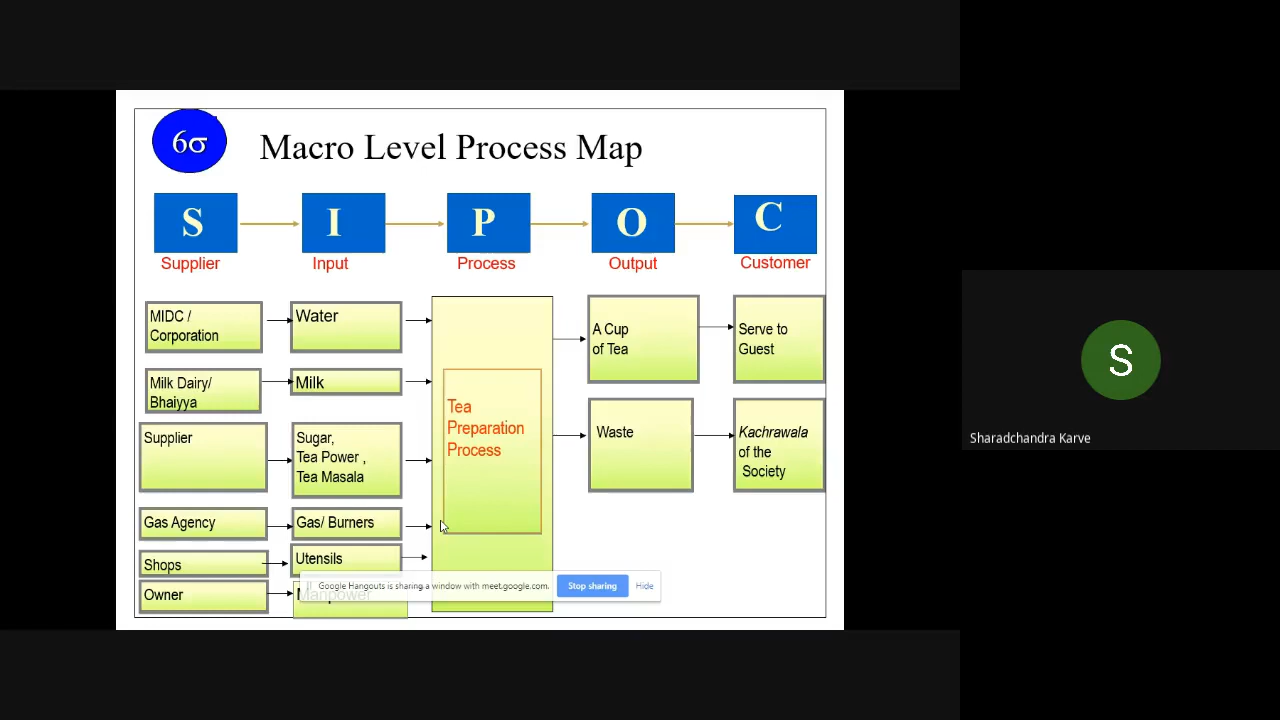 6σ
Macro Level Process Map
S
I
P
O
C
Supplier
Input
Process
Output
Customer
MIDC /
Corporation
Water
Milk Dairy/
Bhaiyya
Milk
Supplier
Sugar,
Tea Power ,
Tea Masala
Gas Agency
Gas/ Burners
Shops
Utensils
Owner
Manpower
Tea
Preparation
Process
A Cup
of Tea
Serve to
Guest
Waste
Kachrawala
of the
Society
Google Hangouts is sharing a window with meet.google.com.
Stop sharing
Hide
S
Sharadchandra Karve